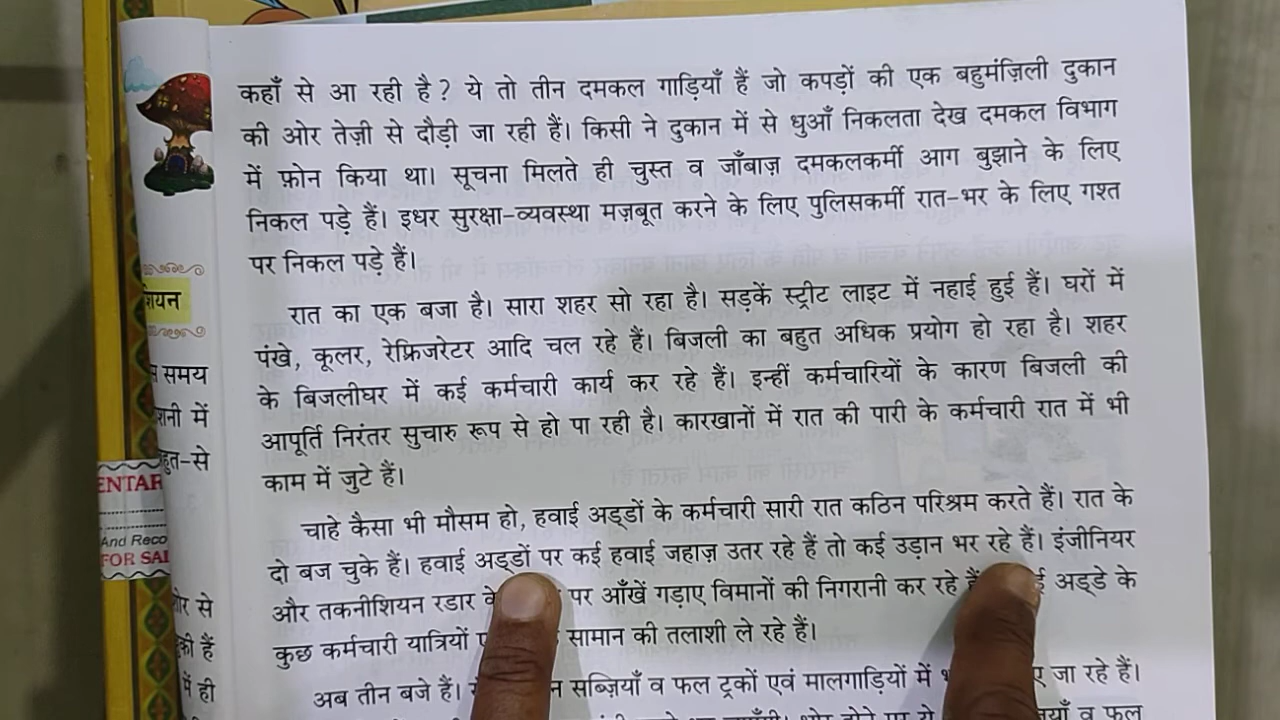 कहाँ से आ रही है? ये तो तीन दमकल गाड़ियाँ हैं जो कपड़ों की एक बहुमंज़िली दुकान
की ओर तेज़ी से दौड़ी जा रही हैं। किसी ने दुकान में से धुआँ निकलता देख दमकल विभाग
में फ़ोन किया था। सूचना मिलते ही चुस्त व जाँबाज़ दमकलकर्मी आग बुझाने के लिए
निकल पड़े हैं। इधर सुरक्षा-व्यवस्था मज़बूत करने के लिए पुलिसकर्मी रात-भर के लिए गश्त
पर निकल पड़े हैं।
रात का एक बजा है। सारा शहर सो रहा है। सड़कें स्ट्रीट लाइट में नहाई हुई हैं। घरों में
पंखे, कूलर, रेफ्रिजरेटर आदि चल रहे हैं। बिजली का बहुत अधिक प्रयोग हो रहा है। शहर
के बिजलीघर में कई कर्मचारी कार्य कर रहे हैं। इन्हीं कर्मचारियों के कारण बिजली की
आपूर्ति निरंतर सुचारु रूप से हो पा रही है। कारखानों में रात की पारी के कर्मचारी रात में भी
काम में जुटे हैं।
चाहे कैसा भी मौसम हो, हवाई अड्डों के कर्मचारी सारी रात कठिन परिश्रम करते हैं। रात के
दो बज चुके हैं। हवाई अड्डों पर कई हवाई जहाज़ उतर रहे हैं तो कई उड़ान भर रहे हैं। इंजीनियर
और तकनीशियन रडार के पर आँखें गड़ाए विमानों की निगरानी कर रहे अड्डे के
कुछ कर्मचारी यात्रियों सामान की तलाशी ले रहे हैं।
अब तीन बजे हैं। सब्ज़ियाँ व फल ट्रकों एवं मालगाड़ियों में जा रहे हैं।
व फल
शियन
समय
में
से
ENTAR
And Reco
FOR SAL
से
हैं
में ही